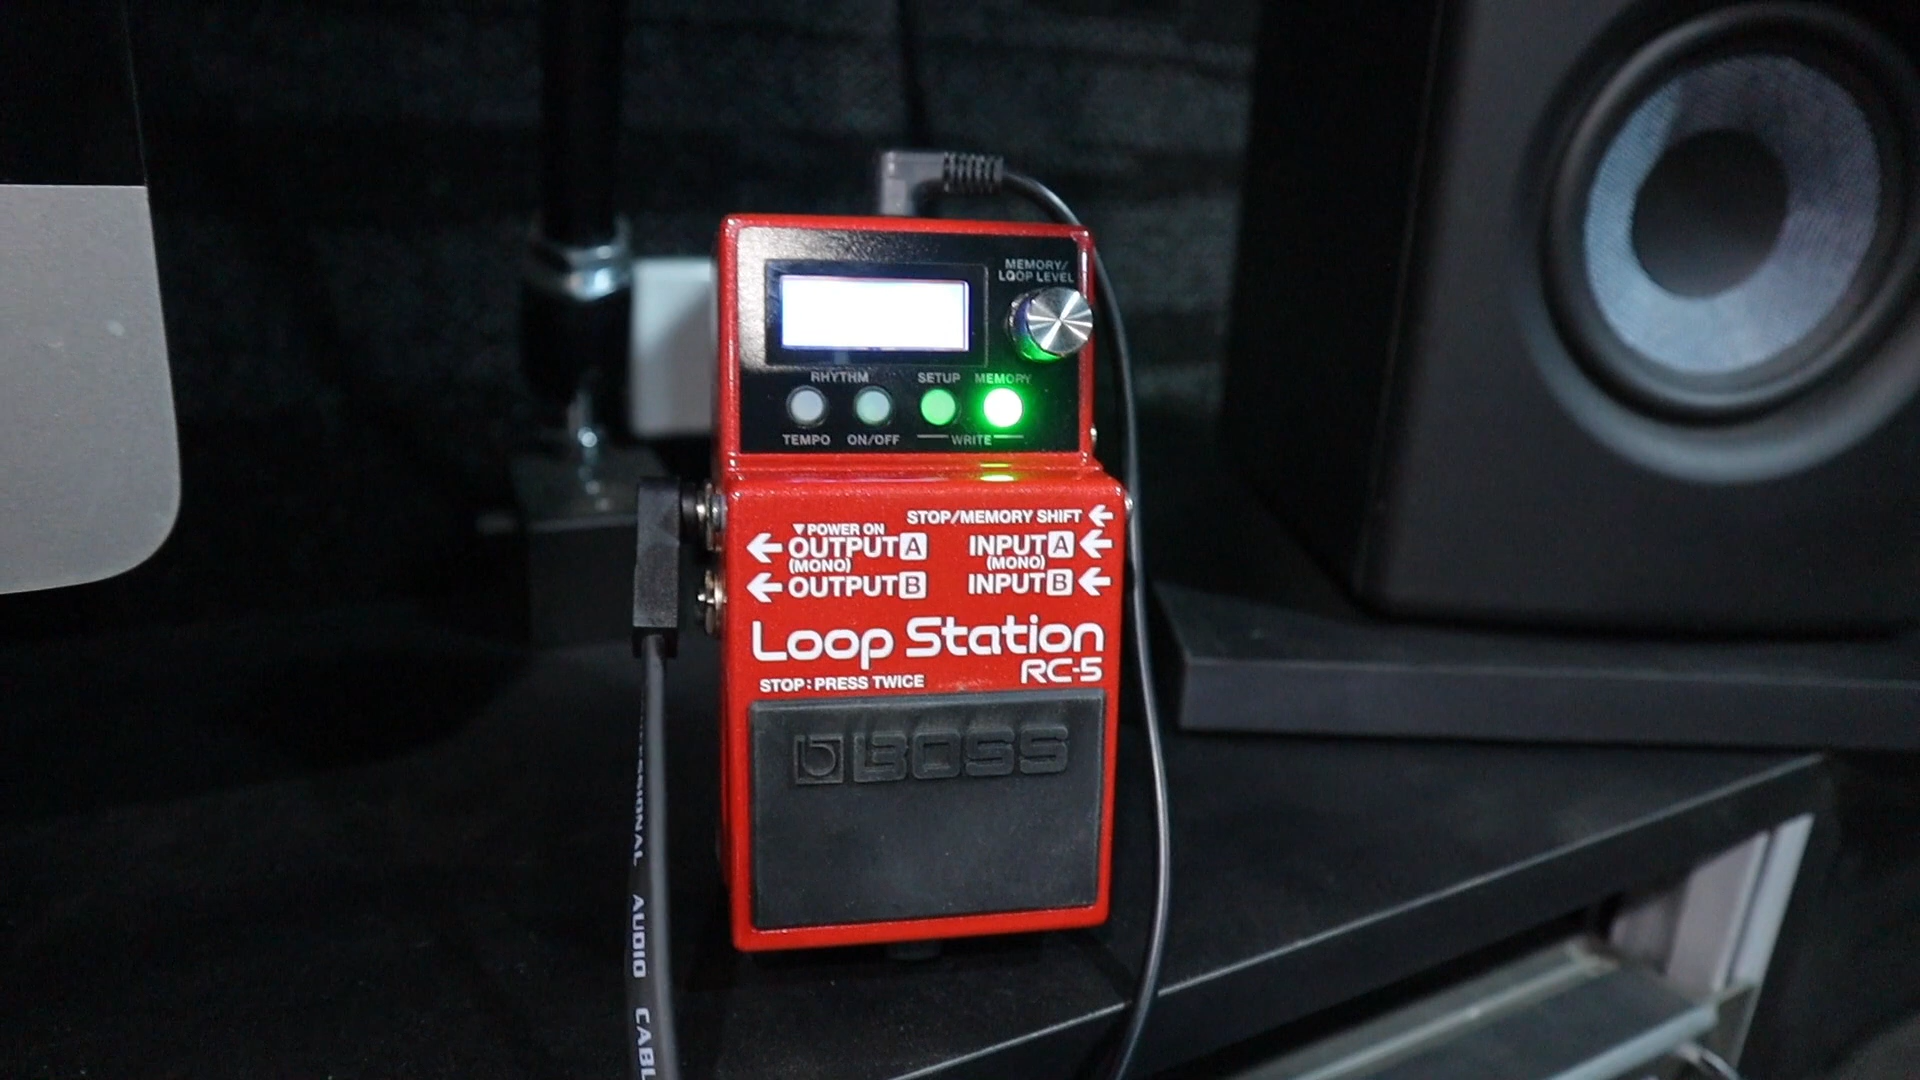 MEMORY/
LOOP LEVEL
RHYTHM SETUP MEMORY
TEMPO ON/OFF WRITE
STOP/MEMORY SHIFT
▼POWER ON
OUTPUT A INPUT A
(MONO) (MONO)
OUTPUT B INPUT B
Loop Station
RC-5
STOP:PRESS TWICE
BOSS
AUDIO CABL